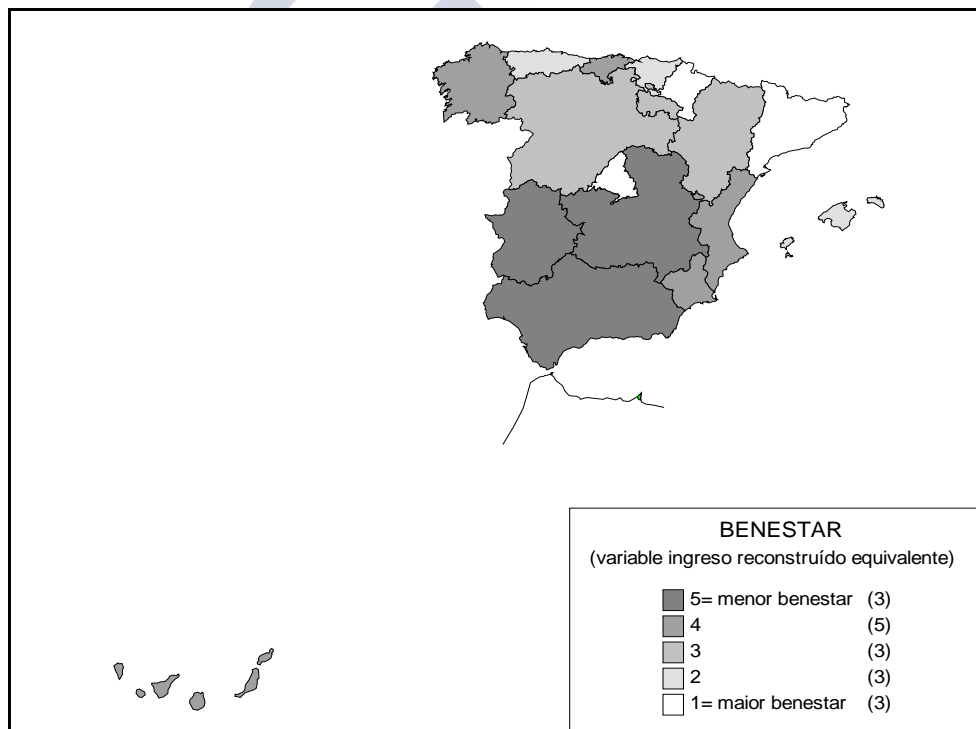 BENESTAR
(variable ingreso reconstruído equivalente)
5= menor benestar (3)
4 (5)
3 (3)
2 (3)
1= maior benestar (3)